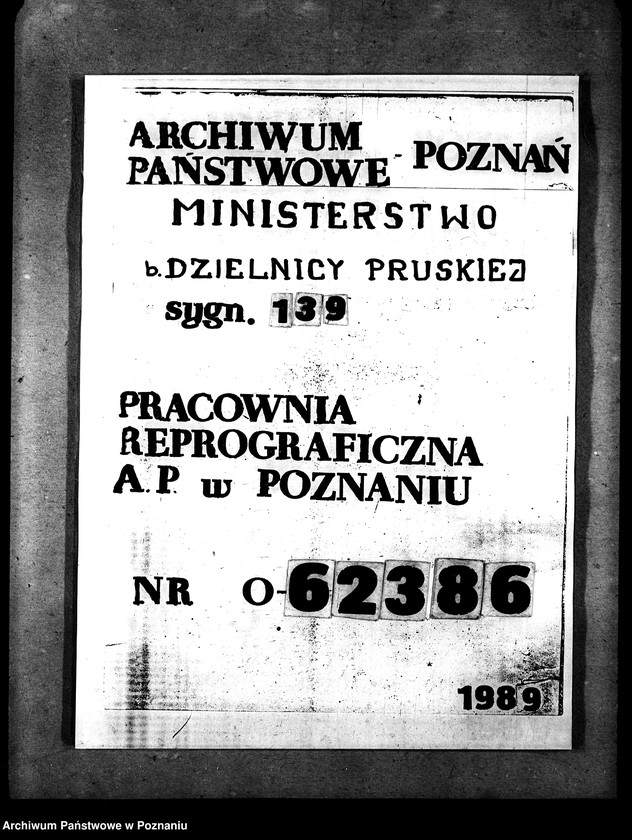 ARCHIWUM
PAŃSTWOWE - POZNAŃ
MINISTERSTWO
b. DZIELNICY PRUSKIEJ
sygn. 139
PRACOWNIA
REPROGRAFICZNA
A.P. w POZNANIU
NR O-62386
1989
Archiwum Państwowe w Poznaniu